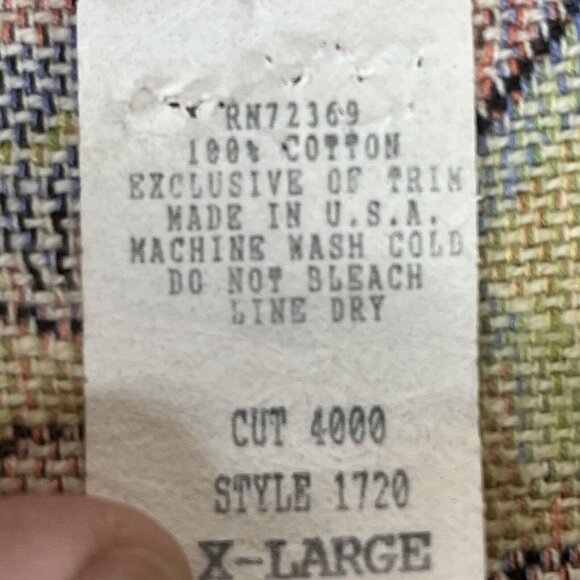 RN72369
100% COTTON
EXCLUSIVE OF TRIM
MADE IN U.S.A.
MACHINE WASH COLD
DO NOT BLEACH
LINE DRY
CUT 4000
STYLE 1720
X-LARGE